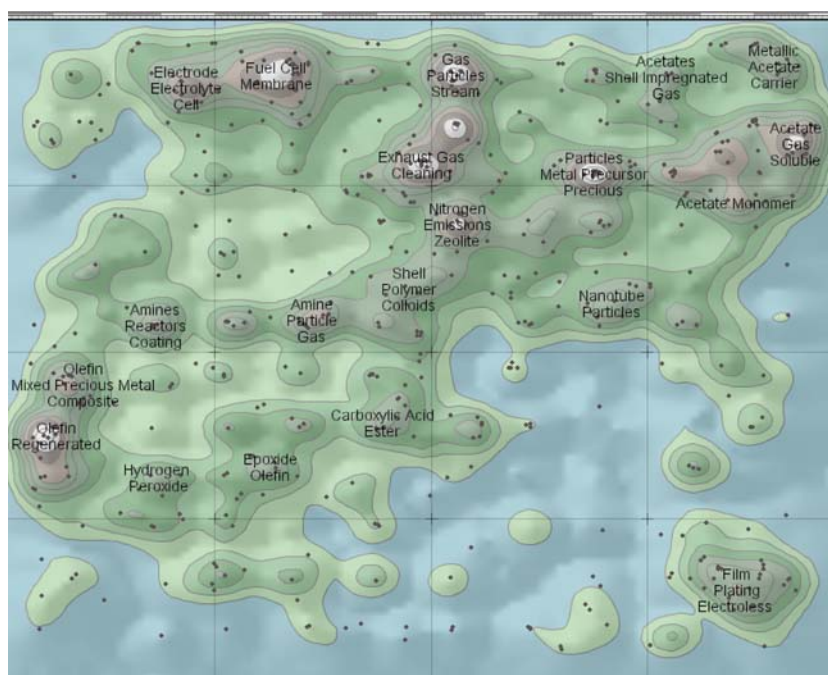 Electrode
Electrolyte
Cell
Fuel Cell
Membrane
Gas
Particles
Stream
Acetates
Shell Impregnated
Gas
Metallic
Acetate
Carrier
Exhaust Gas
Cleaning
Particles
Metal Precursor
Precious
Acetate
Gas
Soluble
Acetate Monomer
Nitrogen
Emissions
Zeolite
Shell
Polymer
Colloids
Amines
Reactors
Coating
Amine
Particle
Gas
Nanotube
Particles
Olefin
Mixed Precious Metal
Composite
Olefin
Regenerated
Carboxylic Acid
Ester
Hydrogen
Peroxide
Epoxide
Olefin
Film
Plating
Electroless